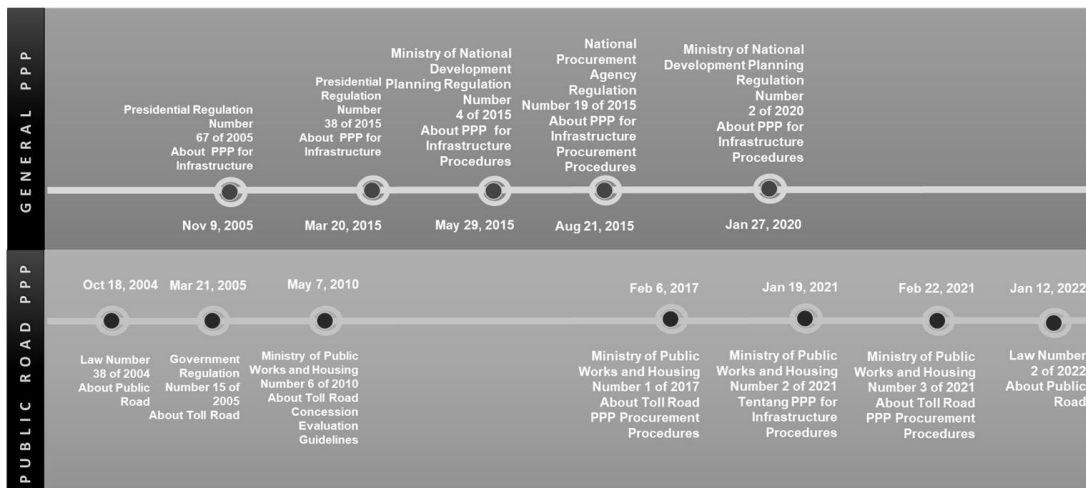 GENERAL PPP
Presidential Regulation
Number
67 of 2005
About PPP for
Infrastructure
Nov 9, 2005
Presidential
Regulation
Number
38 of 2015
About PPP for
Infrastructure
Mar 20, 2015
Ministry of National
Development
Planning Regulation
Number
4 of 2015
About PPP for
Infrastructure
Procedures
May 29, 2015
National
Procurement
Agency
Regulation
Number 19 of 2015
About PPP for
Infrastructure
Procurement
Procedures
Aug 21, 2015
Ministry of National
Development Planning
Regulation
Number
2 of 2020
About PPP for
Infrastructure
Procedures
Jan 27, 2020
PUBLIC ROAD PPP
Oct 18, 2004
Law Number
38 of 2004
About Public
Road
Mar 21, 2005
Government
Regulation
Number 15 of
2005
About Toll Road
May 7, 2010
Ministry of Public
Works and Housing
Number 6 of 2010
About Toll Road
Concession
Evaluation
Guidelines
Feb 6, 2017
Ministry of Public
Works and Housing
Number 1 of 2017
About Toll Road
PPP Procurement
Procedures
Jan 19, 2021
Ministry of Public
Works and Housing
Number 2 of 2021
Tentang PPP for
Infrastructure
Procedures
Feb 22, 2021
Ministry of Public
Works and Housing
Number 3 of 2021
About Toll Road
PPP Procurement
Procedures
Jan 12, 2022
Law Number
2 of 2022
About Public
Road